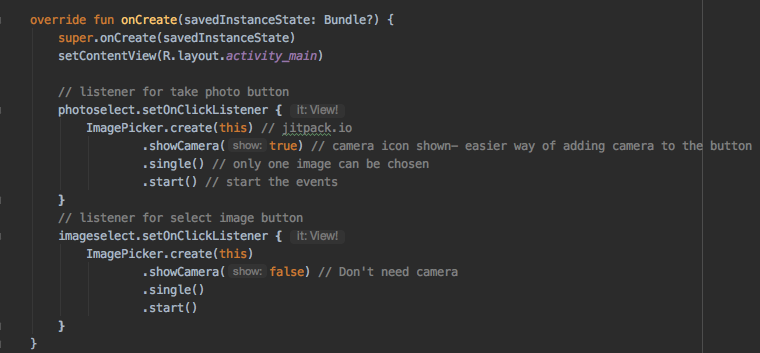 override fun onCreate(savedInstanceState: Bundle?) {
super.onCreate(savedInstanceState)
setContentView(R.layout.activity_main)
// listener for take photo button
photoselect.setOnClickListener { it: View!
ImagePicker.create(this) // jitpack.io
.showCamera( show: true) // camera icon shown- easier way of adding camera to the button
.single() // only one image can be chosen
.start() // start the events
}
// listener for select image button
imageselect.setOnClickListener { it: View!
ImagePicker.create(this)
.showCamera( show: false) // Don't need camera
.single()
.start()
}
}